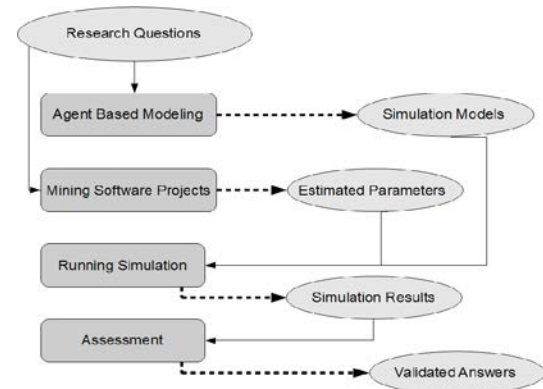 Research Questions
Agent Based Modeling
Simulation Models
Mining Software Projects
Estimated Parameters
Running Simulation
Simulation Results
Assessment
Validated Answers